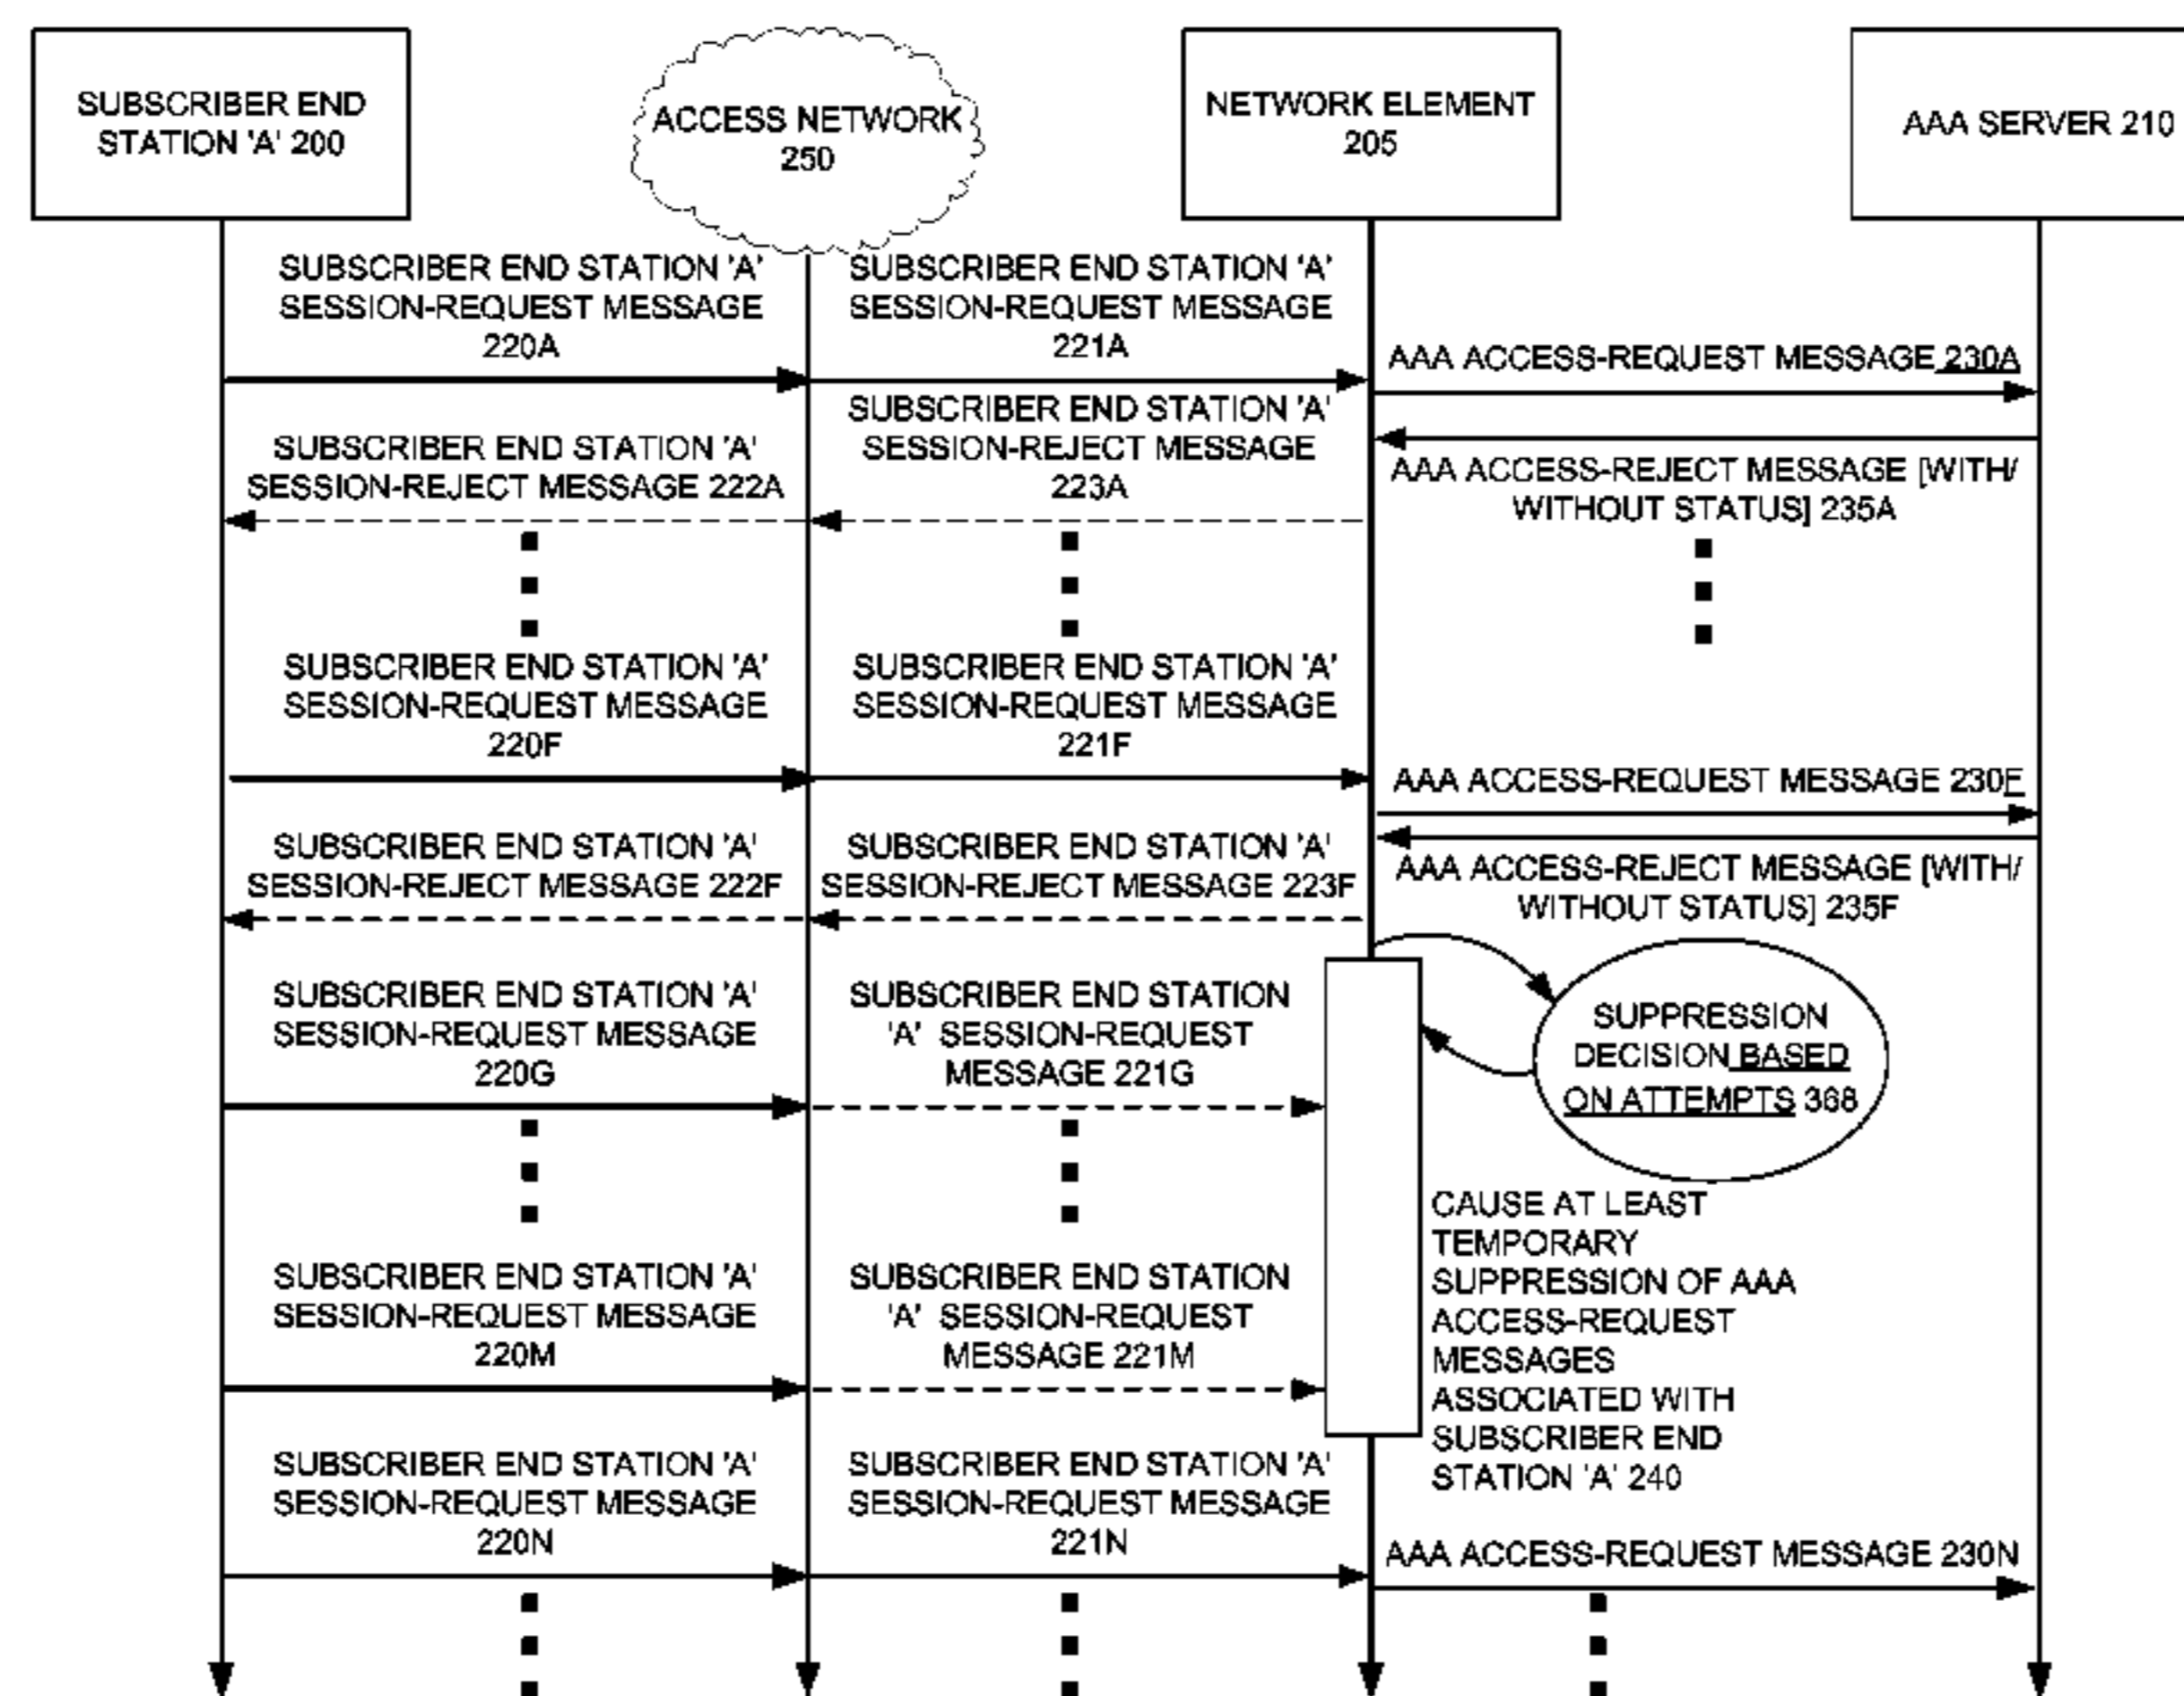 SUBSCRIBER END
STATION 'A' 200
ACCESS NETWORK
250
NETWORK ELEMENT
205
AAA SERVER 210
SUBSCRIBER END STATION 'A'
SESSION-REQUEST MESSAGE
220A
SUBSCRIBER END STATION 'A'
SESSION-REQUEST MESSAGE
221A
AAA ACCESS-REQUEST MESSAGE 230A
SUBSCRIBER END STATION 'A'
SESSION-REJECT MESSAGE 222A
SUBSCRIBER END STATION 'A'
SESSION-REJECT MESSAGE
223A
AAA ACCESS-REJECT MESSAGE [WITH/
WITHOUT STATUS] 235A
SUBSCRIBER END STATION 'A'
SESSION-REQUEST MESSAGE
220F
SUBSCRIBER END STATION 'A'
SESSION-REQUEST MESSAGE
221F
AAA ACCESS-REQUEST MESSAGE 230F
SUBSCRIBER END STATION 'A'
SESSION-REJECT MESSAGE 222F
SUBSCRIBER END STATION 'A'
SESSION-REJECT MESSAGE 223F
AAA ACCESS-REJECT MESSAGE [WITH/
WITHOUT STATUS] 235F
SUBSCRIBER END STATION 'A'
SESSION-REQUEST MESSAGE
220G
SUBSCRIBER END STATION
'A' SESSION-REQUEST
MESSAGE 221G
SUPPRESSION
DECISION BASED
ON ATTEMPTS 368
CAUSE AT LEAST
TEMPORARY
SUPPRESSION OF AAA
ACCESS-REQUEST
MESSAGES
ASSOCIATED WITH
SUBSCRIBER END
STATION 'A' 240
SUBSCRIBER END STATION 'A'
SESSION-REQUEST MESSAGE
220M
SUBSCRIBER END STATION
'A' SESSION-REQUEST
MESSAGE 221M
SUBSCRIBER END STATION 'A'
SESSION-REQUEST MESSAGE
220N
SUBSCRIBER END STATION 'A'
SESSION-REQUEST MESSAGE
221N
AAA ACCESS-REQUEST MESSAGE 230N